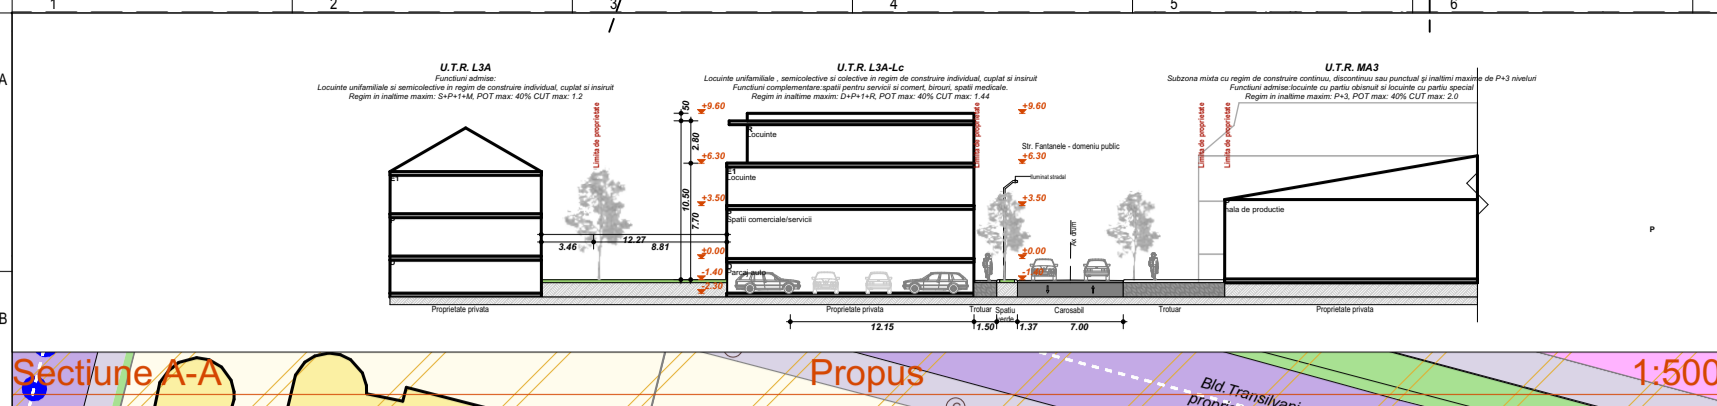 1 2 3 4 5 6
A
B
U.T.R. L3A
Functiuni admise:
Locuinte unifamiliale si semicolective in regim de construire individual, cuplat si insiruit
Regim in inaltime maxim: S+P+1+M, POT max: 40% CUT max: 1.2
U.T.R. L3A-Lc
Locuinte unifamiliale , semicolective si colective in regim de construire individual, cuplat si insiruit
Functiuni complementare:spatii pentru servicii si comert, birouri, spatii medicale.
Regim in inaltime maxim: D+P+1+R, POT max: 40% CUT max: 1.44
U.T.R. MA3
Subzona mixta cu regim de construire continuu, discontinuu sau punctual și inaltimi maxime de P+3 niveluri
Functiuni admise:locuinte cu partiu obisnuit si locuinte cu partiu special
Regim in inaltime maxim: P+3, POT max: 40% CUT max: 2.0
Limita de proprietate
Limita de proprietate
Limita de proprietate
Limita de proprietate
+9.60
+6.30
+3.50
+0.00
-1.40
-2.30
.50
2.80
10.50
7.70
3.46
12.27
8.81
E1
R
Locuinte
E1
Locuinte
Spatii comerciale/servicii
Parcaj auto
+9.60
+6.30
+3.50
+0.00
Str. Fantanele - domeniu public
Iluminat stradal
Ax drum
hala de productie
P
Proprietate privata
Proprietate privata
Trotuar
Spatiu
verde
Carosabil
Trotuar
Proprietate privata
12.15
1.50
1.37
7.00
Sectiune A-A
Propus
1:500
Bld.Transilvani
propri